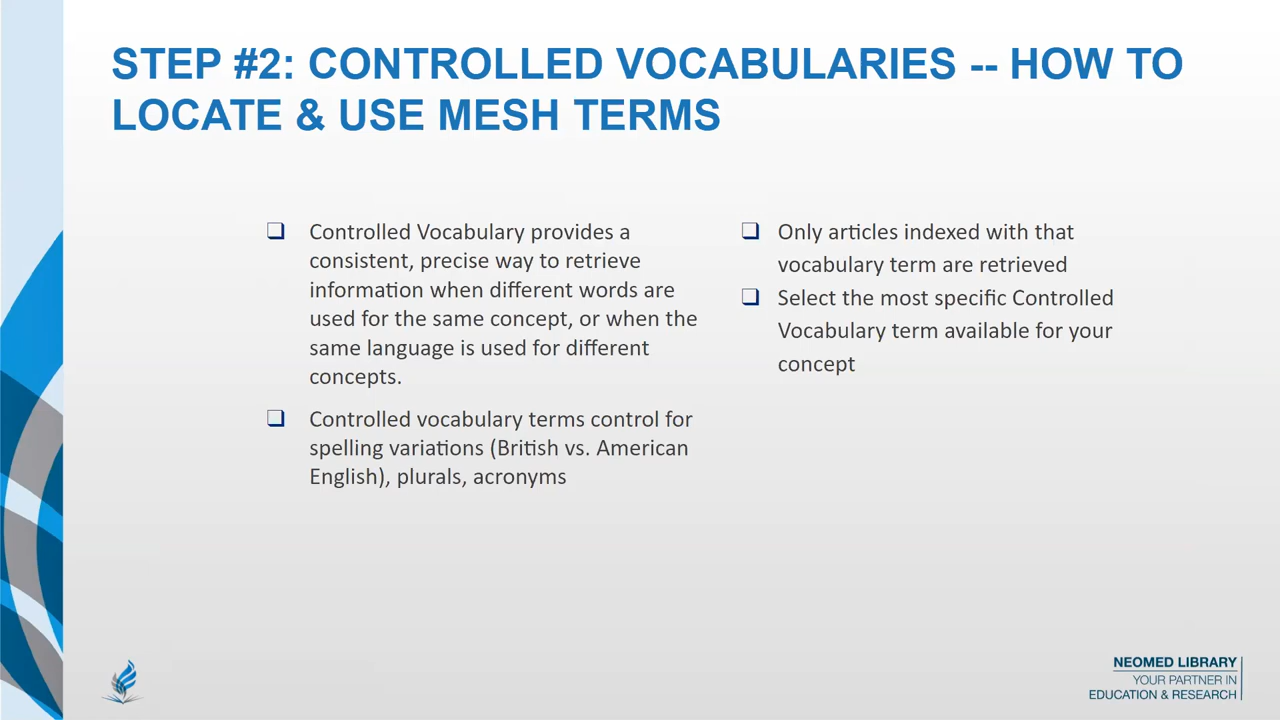 STEP #2: CONTROLLED VOCABULARIES -- HOW TO
LOCATE & USE MESH TERMS
❑ Controlled Vocabulary provides a
consistent, precise way to retrieve
information when different words are
used for the same concept, or when the
same language is used for different
concepts.
❑ Controlled vocabulary terms control for
spelling variations (British vs. American
English), plurals, acronyms
❑ Only articles indexed with that
vocabulary term are retrieved
❑ Select the most specific Controlled
Vocabulary term available for your
concept
NEOMED LIBRARY
YOUR PARTNER IN
EDUCATION & RESEARCH